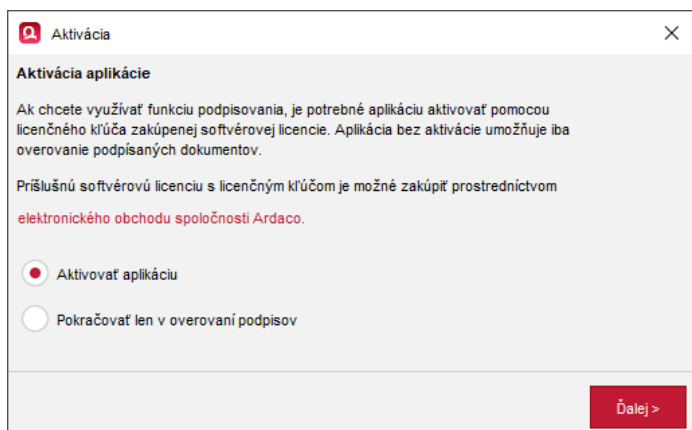 Aktivácia
Aktivácia aplikácie
Ak chcete využívať funkciu podpisovania, je potrebné aplikáciu aktivovať pomocou
licenčného kľúča zakúpenej softvérovej licencie. Aplikácia bez aktivácie umožňuje iba
overovanie podpísaných dokumentov.
Príslušnú softvérovú licenciu s licenčným kľúčom je možné zakúpiť prostredníctvom
elektronického obchodu spoločnosti Ardaco.
Aktivovať aplikáciu
Pokračovať len v overovaní podpisov
Ďalej >